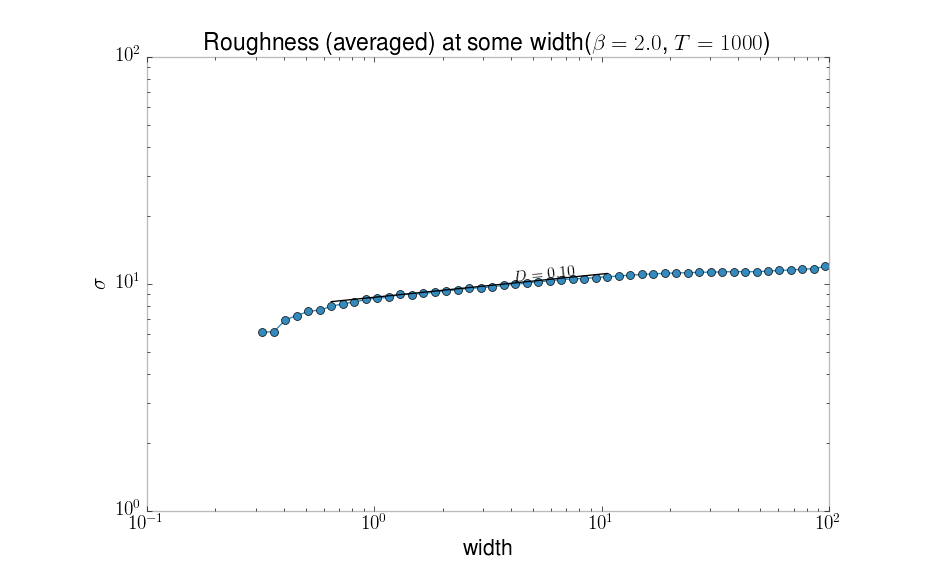 Roughness (averaged) at some width(β = 2.0, T = 1000)
10²
σ
10¹
D = 0.10
10⁰
10⁻¹ 10⁰ 10¹ 10²
width